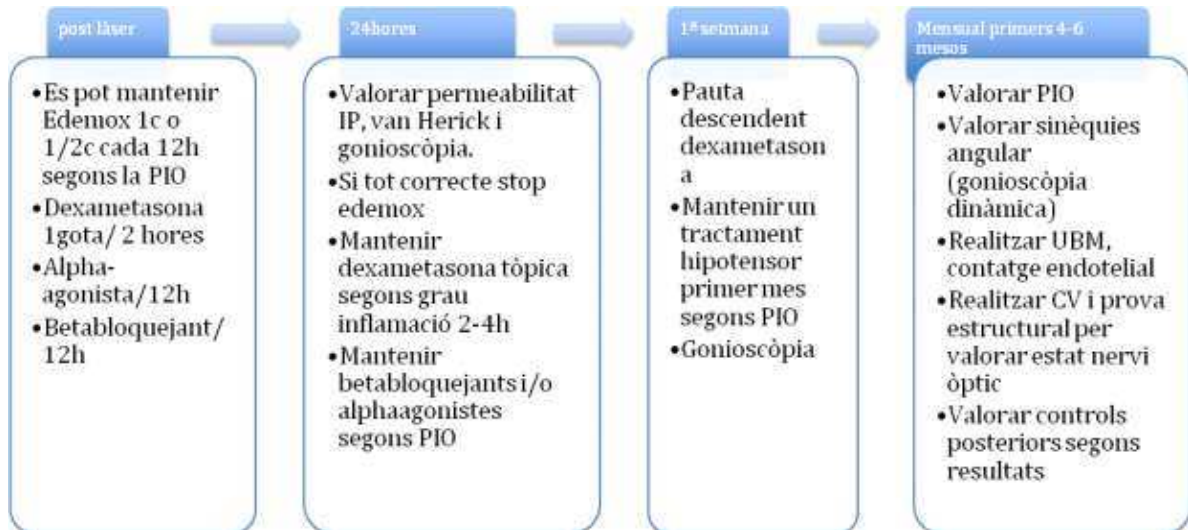 post làser
•Es pot mantenir
Edemox 1c o
1/2c cada 12h
segons la PIO
•Dexametasona
1gota/ 2 hores
•Alpha-
agonista/12h
•Betabloquejant/
12h
24hores
•Valorar permeabilitat
IP, van Herick i
gonioscòpia.
•Si tot correcte stop
edemox
•Mantenir
dexametasona tòpica
segons grau
inflamació 2-4h
•Mantenir
betabloquejants i/o
alphaagonistes
segons PIO
1ª setmana
•Pauta
descendent
dexametason
a
•Mantenir un
tractament
hipotensor
primer mes
segons PIO
•Gonioscòpia
Mensual primers 4-6
mesos
•Valorar PIO
•Valorar sinèquies
angular
(gonioscòpia
dinàmica)
•Realitzar UBM,
contatge endotelial
•Realitzar CV i prova
estructural per
valorar estat nervi
òptic
•Valorar controls
posteriors segons
resultats